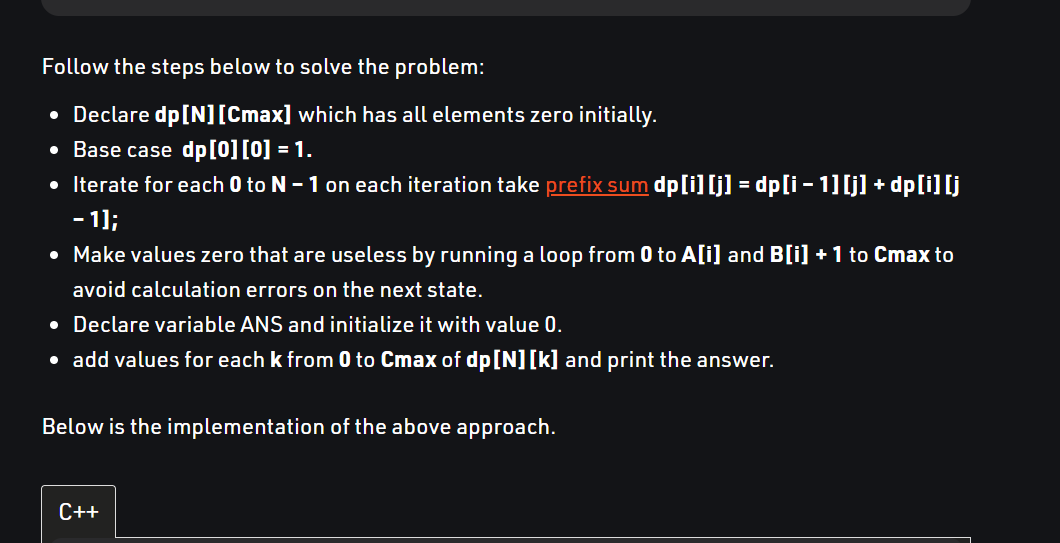 Follow the steps below to solve the problem:
• Declare dp[N][Cmax] which has all elements zero initially.
• Base case dp[0][0] = 1.
• Iterate for each 0 to N – 1 on each iteration take prefix sum dp[i][j] = dp[i – 1][j] + dp[i][j
– 1];
• Make values zero that are useless by running a loop from 0 to A[i] and B[i] + 1 to Cmax to
avoid calculation errors on the next state.
• Declare variable ANS and initialize it with value 0.
• add values for each k from 0 to Cmax of dp[N][k] and print the answer.
Below is the implementation of the above approach.
C++